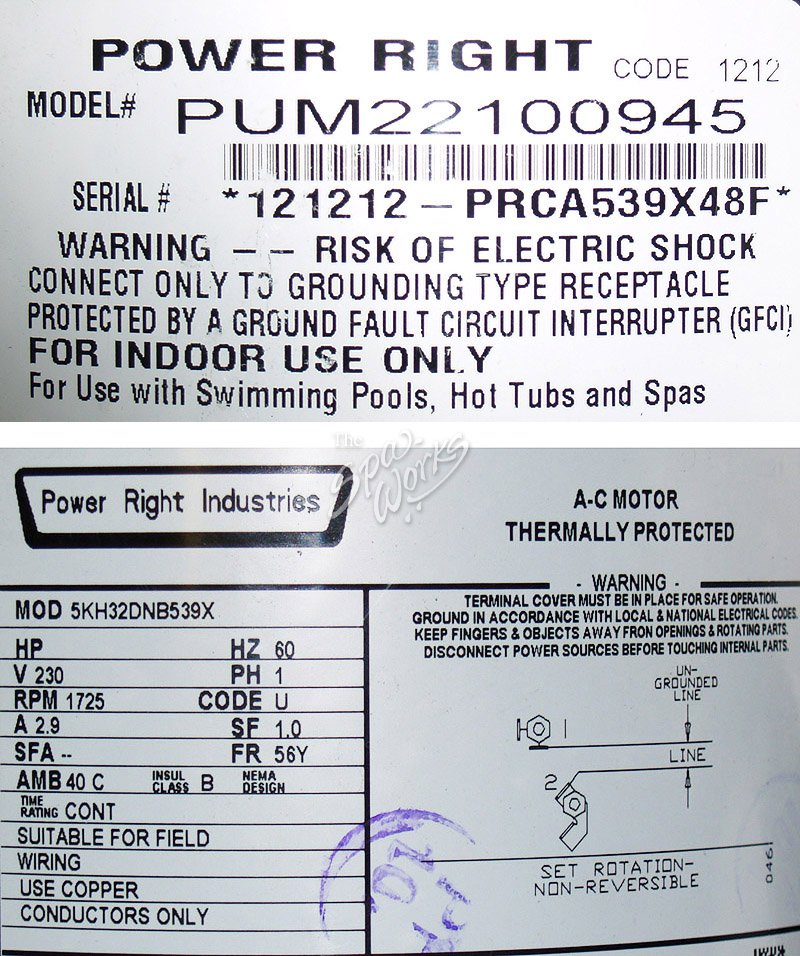 POWER RIGHT CODE 1212
MODEL# PUM22100945
SERIAL # *121212-PRCA539X48F*
WARNING -- RISK OF ELECTRIC SHOCK
CONNECT ONLY TO GROUNDING TYPE RECEPTACLE
PROTECTED BY A GROUND FAULT CIRCUIT INTERRUPTER (GFCI)
FOR INDOOR USE ONLY
For Use with Swimming Pools, Hot Tubs and Spas
The
Spa
Works
Power Right Industries
A-C MOTOR
THERMALLY PROTECTED
- WARNING -
TERMINAL COVER MUST BE IN PLACE FOR SAFE OPERATION.
GROUND IN ACCORDANCE WITH LOCAL & NATIONAL ELECTRICAL CODES.
KEEP FINGERS & OBJECTS AWAY FRON OPENINGS & ROTATING PARTS.
DISCONNECT POWER SOURCES BEFORE TOUCHING INTERNAL PARTS.
MOD 5KH32DNB539X
HP HZ 60
V 230 PH 1
RPM 1725 CODE U
A 2.9 SF 1.0
SFA -- FR 56Y
AMB 40 C INSUL CLASS B NEMA DESIGN
TIME RATING CONT
SUITABLE FOR FIELD
WIRING
USE COPPER
CONDUCTORS ONLY
UN-
GROUNDED
LINE
1
LINE
2
SET ROTATION-
NON-REVERSIBLE
046